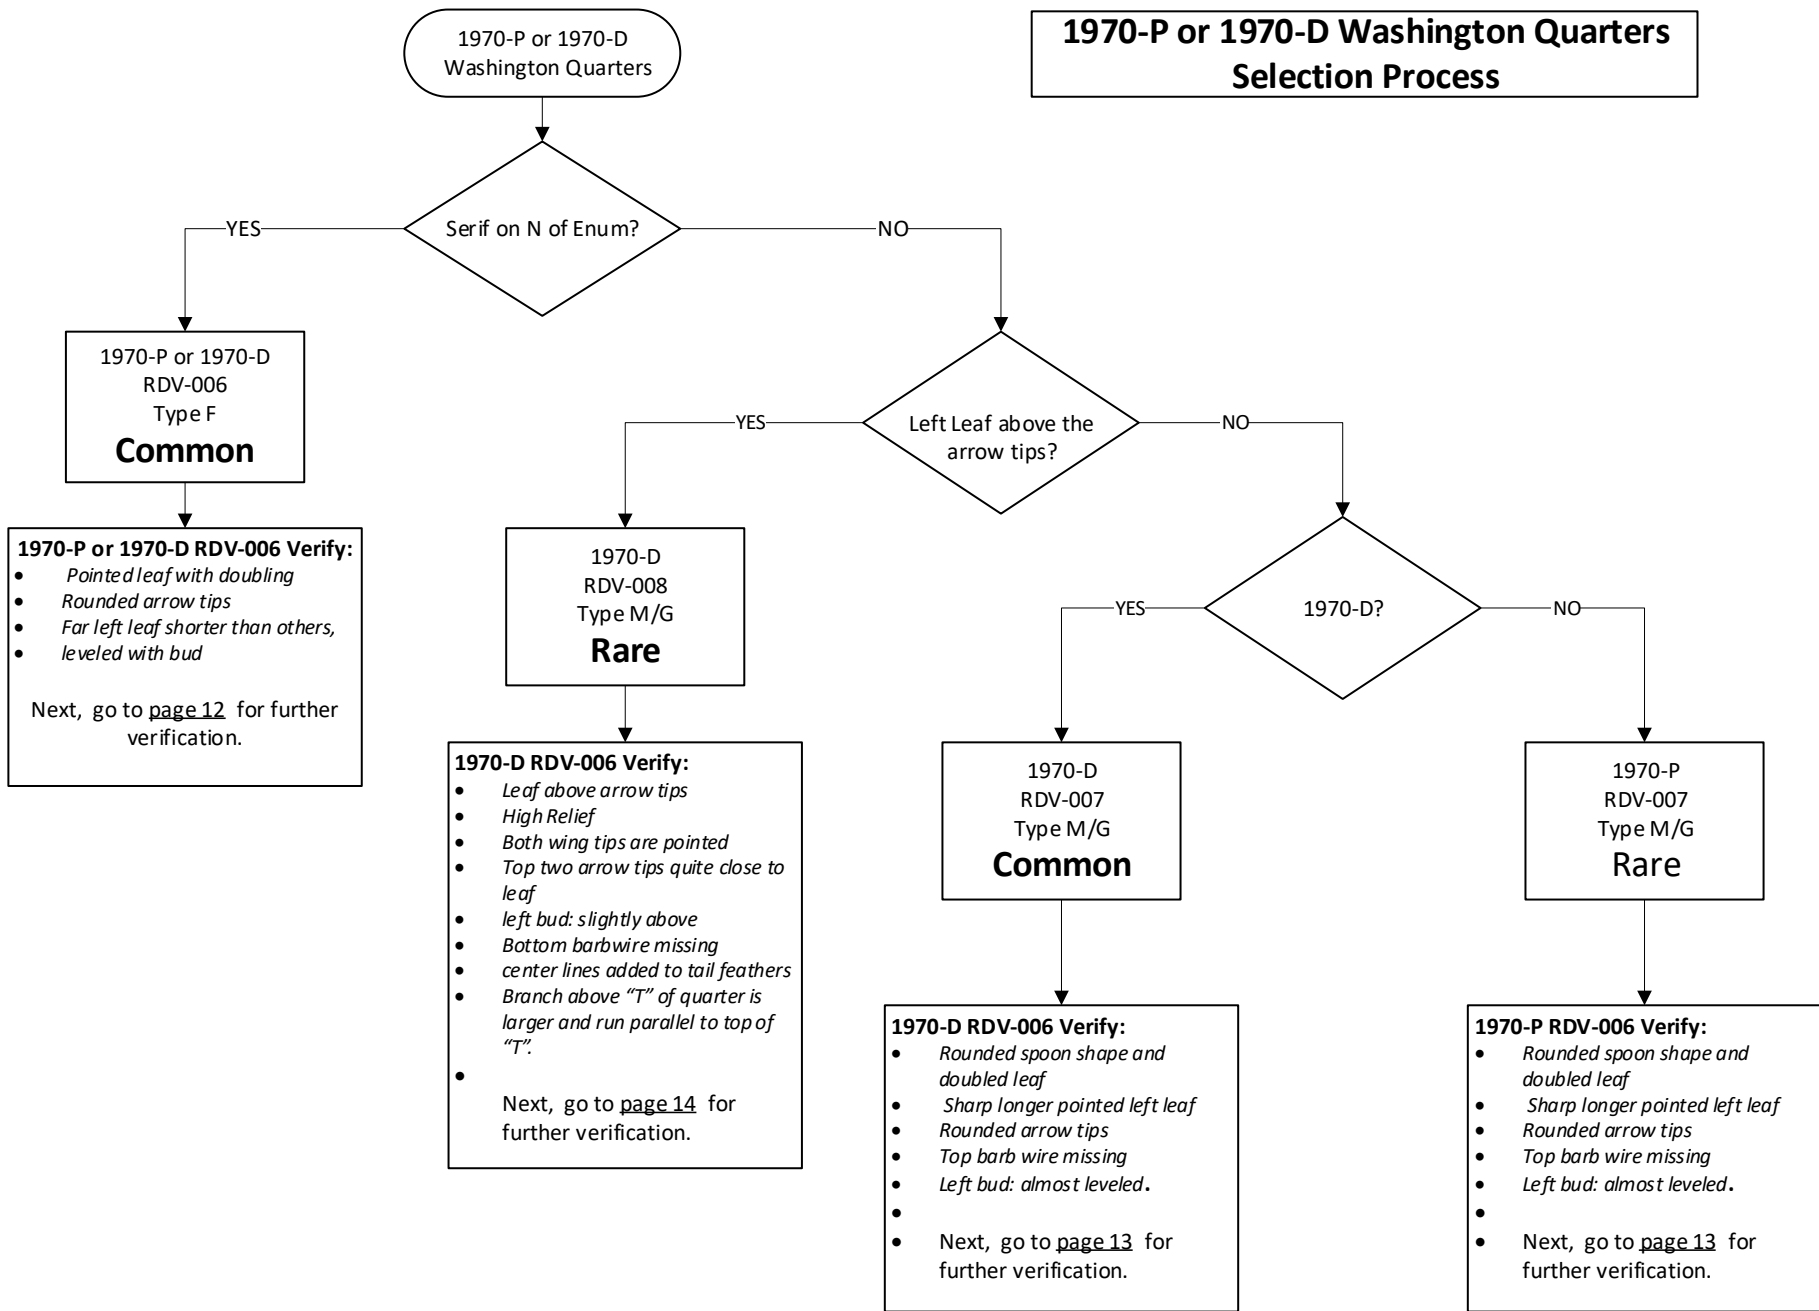 1970-P or 1970-D
Washington Quarters
1970-P or 1970-D Washington Quarters
Selection Process
Serif on N of Enum?
YES
NO
1970-P or 1970-D
RDV-006
Type F
Common
Left Leaf above the
arrow tips?
YES
NO
1970-P or 1970-D RDV-006 Verify:
• Pointed leaf with doubling
• Rounded arrow tips
• Far left leaf shorter than others,
• leveled with bud
Next, go to page 12 for further
verification.
1970-D
RDV-008
Type M/G
Rare
1970-D?
YES
NO
1970-D RDV-006 Verify:
• Leaf above arrow tips
• High Relief
• Both wing tips are pointed
• Top two arrow tips quite close to
leaf
• left bud: slightly above
• Bottom barbwire missing
• center lines added to tail feathers
• Branch above “T” of quarter is
larger and run parallel to top of
“T”.
•
Next, go to page 14 for
further verification.
1970-D
RDV-007
Type M/G
Common
1970-P
RDV-007
Type M/G
Rare
1970-D RDV-006 Verify:
• Rounded spoon shape and
doubled leaf
• Sharp longer pointed left leaf
• Rounded arrow tips
• Top barb wire missing
• Left bud: almost leveled.
•
• Next, go to page 13 for
further verification.
1970-P RDV-006 Verify:
• Rounded spoon shape and
doubled leaf
• Sharp longer pointed left leaf
• Rounded arrow tips
• Top barb wire missing
• Left bud: almost leveled.
•
• Next, go to page 13 for
further verification.